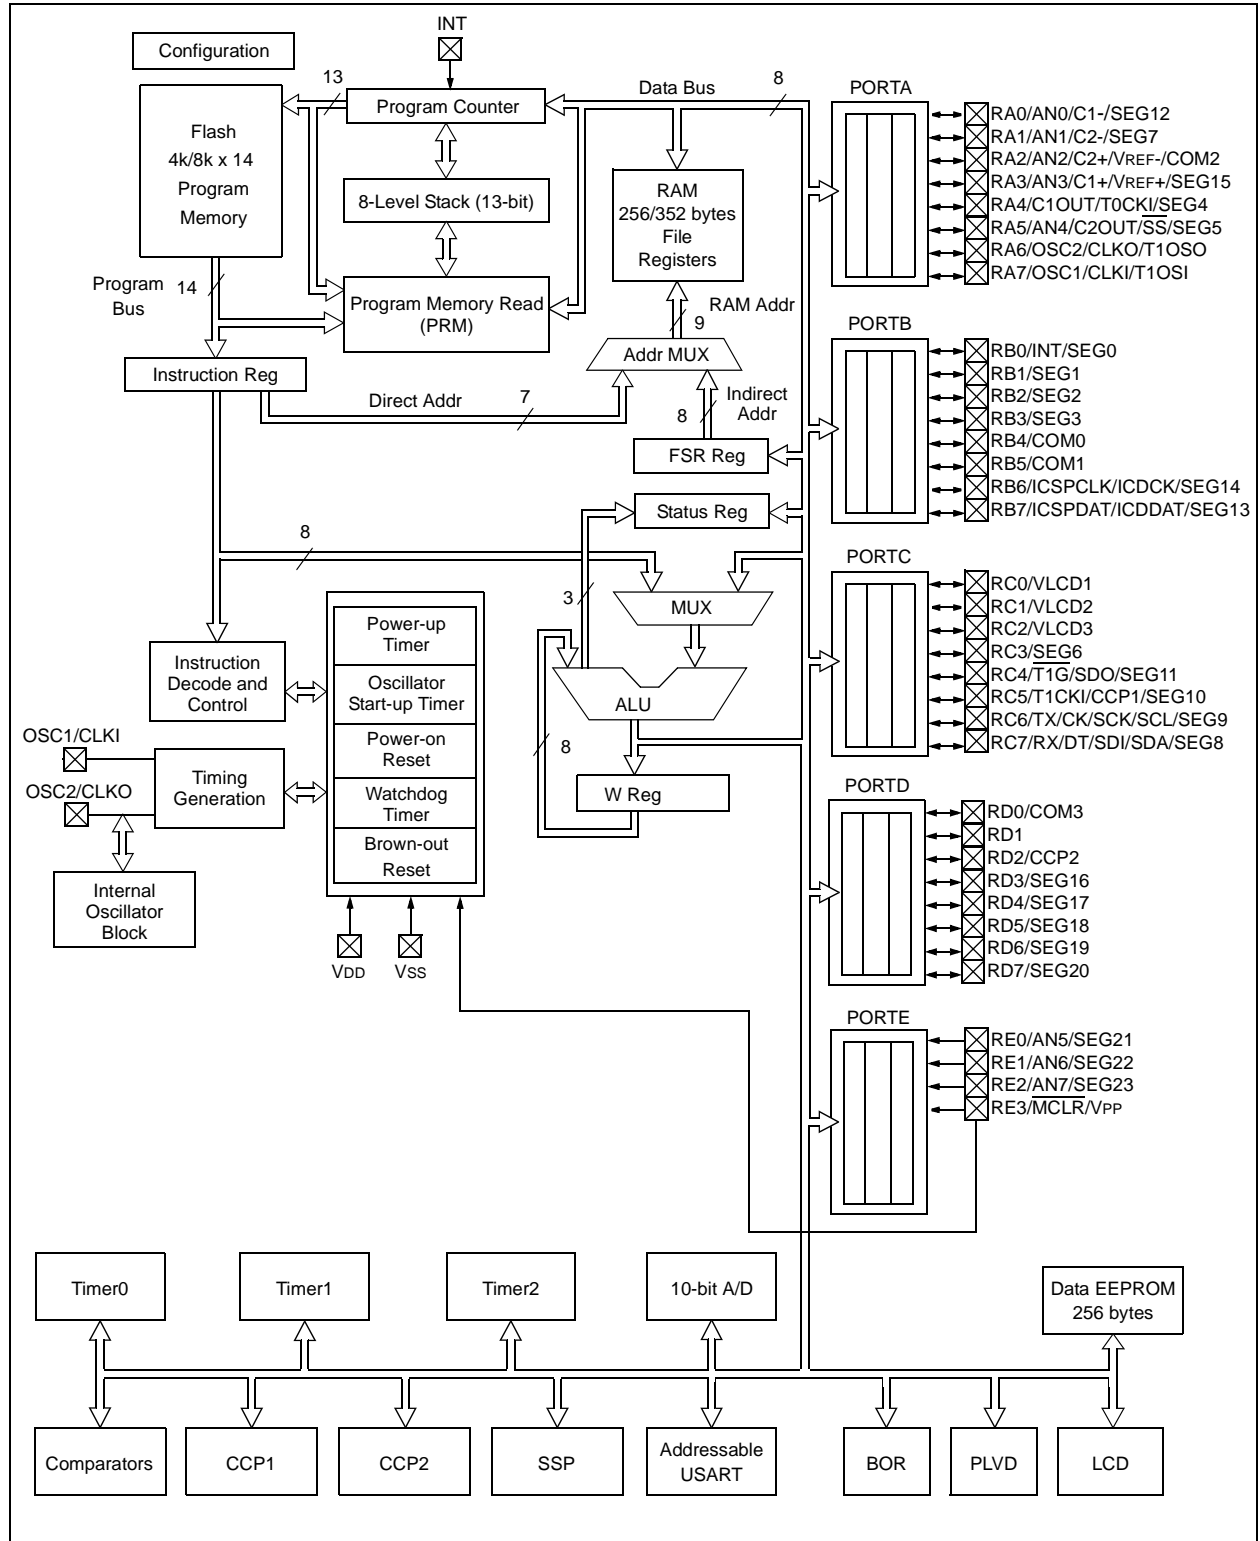 Configuration
INT
13
Program Counter
Data Bus
8
Flash
4k/8k x 14
Program
Memory
8-Level Stack (13-bit)
RAM
256/352 bytes
File
Registers
Program
Bus
14
Program Memory Read
(PRM)
RAM Addr
9
Addr MUX
Instruction Reg
Direct Addr
7
Indirect
Addr
8
FSR Reg
Status Reg
8
3
MUX
Power-up
Timer
Oscillator
Start-up Timer
Power-on
Reset
Watchdog
Timer
Brown-out
Reset
Instruction
Decode and
Control
ALU
8
W Reg
OSC1/CLKI
OSC2/CLKO
Timing
Generation
Internal
Oscillator
Block
VDD
VSS
PORTA
RA0/AN0/C1-/SEG12
RA1/AN1/C2-/SEG7
RA2/AN2/C2+/VREF-/COM2
RA3/AN3/C1+/VREF+/SEG15
RA4/C1OUT/T0CKI/SEG4
RA5/AN4/C2OUT/SS/SEG5
RA6/OSC2/CLKO/T1OSO
RA7/OSC1/CLKI/T1OSI
PORTB
RB0/INT/SEG0
RB1/SEG1
RB2/SEG2
RB3/SEG3
RB4/COM0
RB5/COM1
RB6/ICSPCLK/ICDCK/SEG14
RB7/ICSPDAT/ICDDAT/SEG13
PORTC
RC0/VLCD1
RC1/VLCD2
RC2/VLCD3
RC3/SEG6
RC4/T1G/SDO/SEG11
RC5/T1CKI/CCP1/SEG10
RC6/TX/CK/SCK/SCL/SEG9
RC7/RX/DT/SDI/SDA/SEG8
PORTD
RD0/COM3
RD1
RD2/CCP2
RD3/SEG16
RD4/SEG17
RD5/SEG18
RD6/SEG19
RD7/SEG20
PORTE
RE0/AN5/SEG21
RE1/AN6/SEG22
RE2/AN7/SEG23
RE3/MCLR/VPP
Timer0
Timer1
Timer2
10-bit A/D
Data EEPROM
256 bytes
Comparators
CCP1
CCP2
SSP
Addressable
USART
BOR
PLVD
LCD